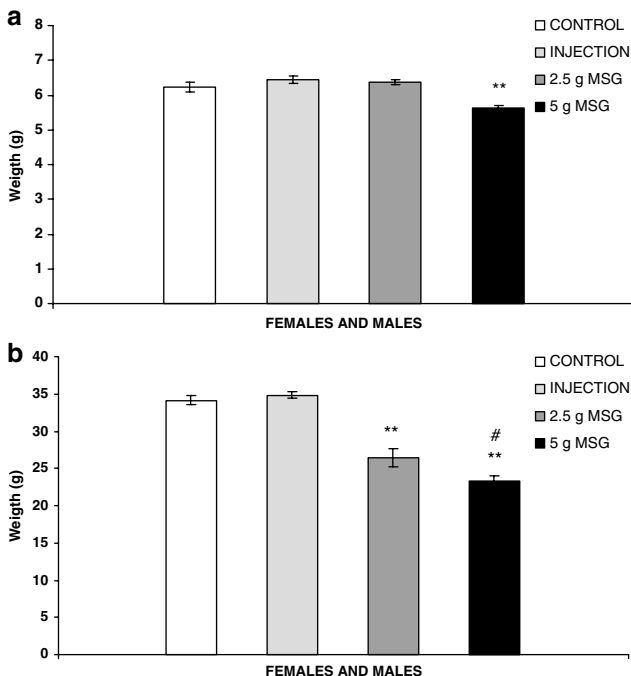 a
8
7
6
5
4
3
2
1
0
Weigth (g)
**
CONTROL
INJECTION
2.5 g MSG
5 g MSG
FEMALES AND MALES
b
40
35
30
25
20
15
10
5
0
Weigth (g)
**
#
**
CONTROL
INJECTION
2.5 g MSG
5 g MSG
FEMALES AND MALES